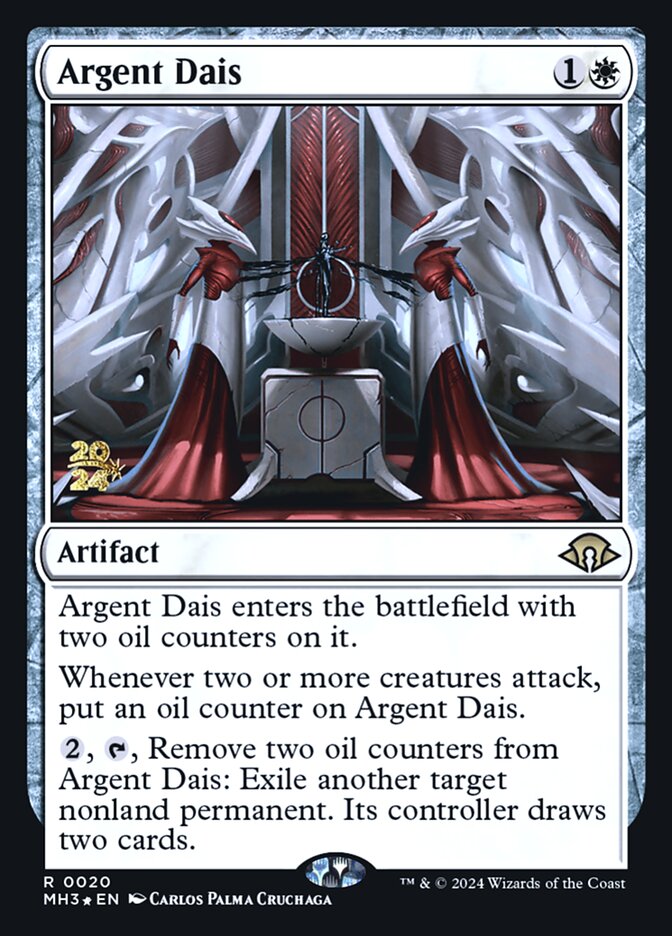 Argent Dais 1
20
24
Artifact
Argent Dais enters the battlefield with
two oil counters on it.
Whenever two or more creatures attack,
put an oil counter on Argent Dais.
2, , Remove two oil counters from
Argent Dais: Exile another target
nonland permanent. Its controller draws
two cards.
R 0020
™ & © 2024 Wizards of the Coast
MH3★EN Carlos Palma Cruchaga